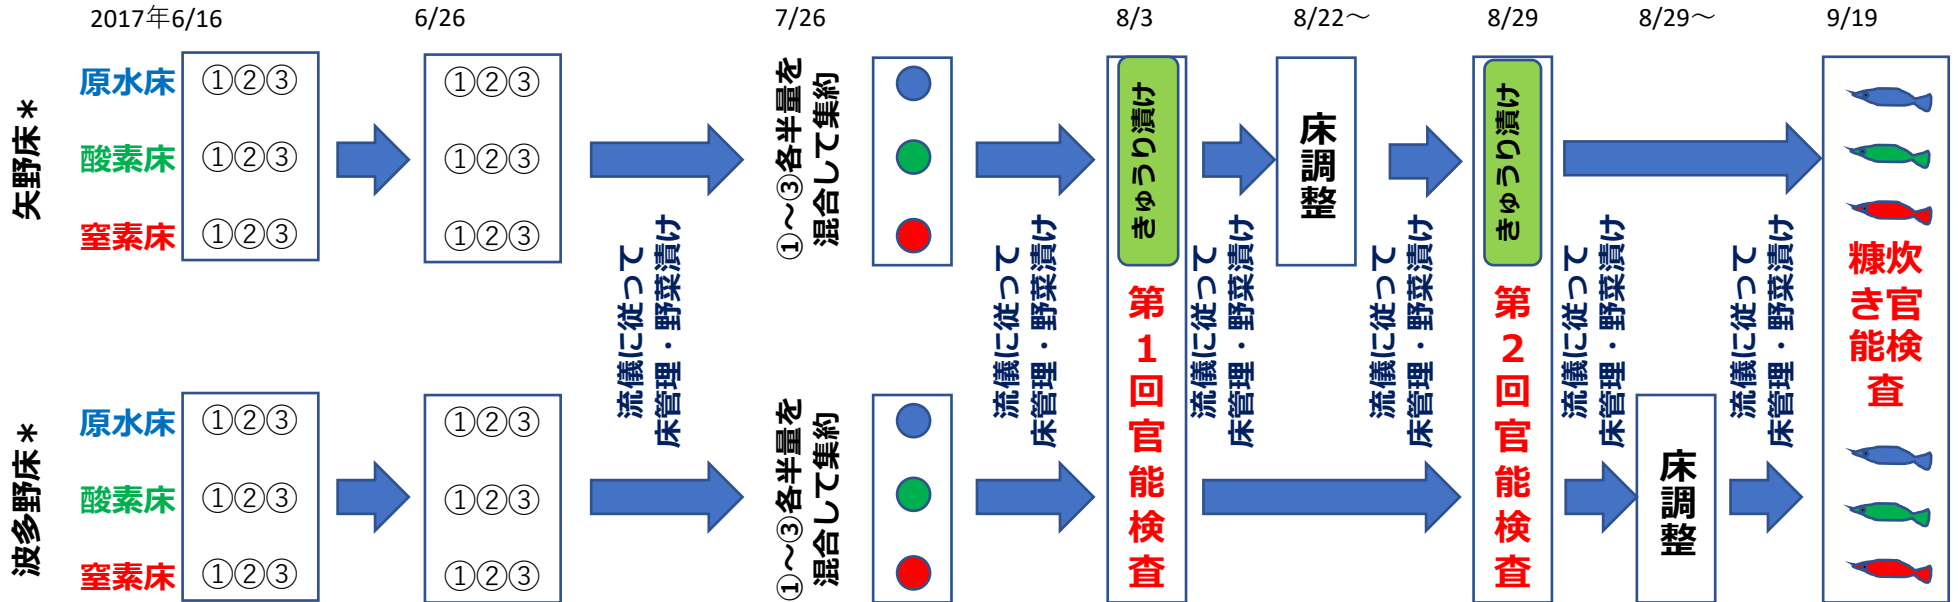 2017年6/16
6/26
7/26
8/3
8/22～
8/29
8/29～
9/19
矢野床＊
原水床
①②③
①②③
酸素床
①②③
①②③
窒素床
①②③
①②③
流儀に従って
床管理・野菜漬け
①～③各半量を
混合して集約
流儀に従って
床管理・野菜漬け
きゅうり漬け
第1回官能検査
流儀に従って
床管理・野菜漬け
床調整
流儀に従って
床管理・野菜漬け
きゅうり漬け
第2回官能検査
流儀に従って
床管理・野菜漬け
流儀に従って
床管理・野菜漬け
糠炊
き官
能検
査
波多野床＊
原水床
①②③
①②③
酸素床
①②③
①②③
窒素床
①②③
①②③
①～③各半量を
混合して集約
床調整